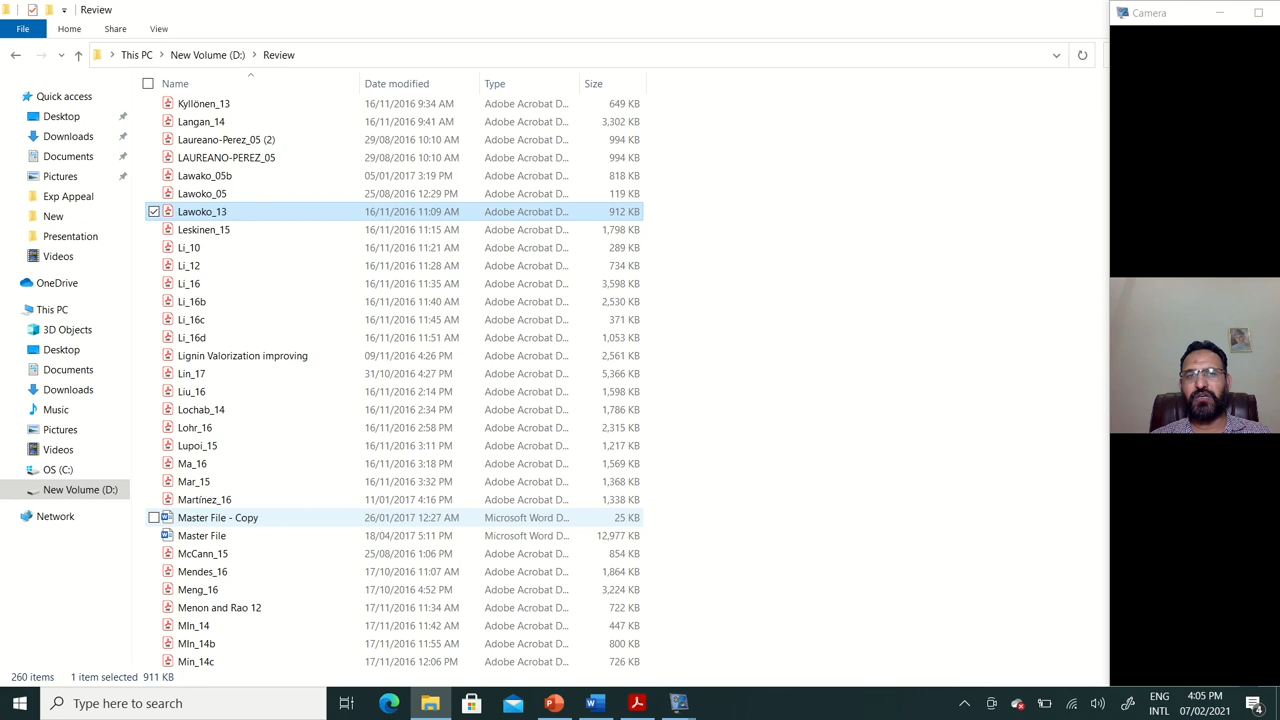 Review
Camera
File Home Share View
This PC New Volume (D:) Review
Name Date modified Type Size
Quick access
Desktop
Downloads
Documents
Pictures
Exp Appeal
New
Presentation
Videos
OneDrive
This PC
3D Objects
Desktop
Documents
Downloads
Music
Pictures
Videos
OS (C:)
New Volume (D:)
Network
Kyllönen_13 16/11/2016 9:34 AM Adobe Acrobat D... 649 KB
Langan_14 16/11/2016 9:41 AM Adobe Acrobat D... 3,302 KB
Laureano-Perez_05 (2) 29/08/2016 10:10 AM Adobe Acrobat D... 994 KB
LAUREANO-PEREZ_05 29/08/2016 10:10 AM Adobe Acrobat D... 994 KB
Lawako_05b 05/01/2017 3:19 PM Adobe Acrobat D... 818 KB
Lawoko_05 25/08/2016 12:29 PM Adobe Acrobat D... 119 KB
Lawoko_13 16/11/2016 11:09 AM Adobe Acrobat D... 912 KB
Leskinen_15 16/11/2016 11:15 AM Adobe Acrobat D... 1,798 KB
Li_10 16/11/2016 11:21 AM Adobe Acrobat D... 289 KB
Li_12 16/11/2016 11:28 AM Adobe Acrobat D... 734 KB
Li_16 16/11/2016 11:35 AM Adobe Acrobat D... 3,598 KB
Li_16b 16/11/2016 11:40 AM Adobe Acrobat D... 2,530 KB
Li_16c 16/11/2016 11:45 AM Adobe Acrobat D... 371 KB
Li_16d 16/11/2016 11:51 AM Adobe Acrobat D... 1,053 KB
Lignin Valorization improving 09/11/2016 4:26 PM Adobe Acrobat D... 2,561 KB
Lin_17 31/10/2016 4:27 PM Adobe Acrobat D... 5,366 KB
Liu_16 16/11/2016 2:14 PM Adobe Acrobat D... 1,598 KB
Lochab_14 16/11/2016 2:34 PM Adobe Acrobat D... 1,786 KB
Lohr_16 16/11/2016 2:58 PM Adobe Acrobat D... 2,315 KB
Lupoi_15 16/11/2016 3:11 PM Adobe Acrobat D... 1,217 KB
Ma_16 16/11/2016 3:18 PM Adobe Acrobat D... 1,569 KB
Mar_15 16/11/2016 3:32 PM Adobe Acrobat D... 1,368 KB
Martínez_16 11/01/2017 4:16 PM Adobe Acrobat D... 1,338 KB
Master File - Copy 26/01/2017 12:27 AM Microsoft Word D... 25 KB
Master File 18/04/2017 5:11 PM Microsoft Word D... 12,977 KB
McCann_15 25/08/2016 1:06 PM Adobe Acrobat D... 854 KB
Mendes_16 17/10/2016 11:07 AM Adobe Acrobat D... 1,864 KB
Meng_16 17/10/2016 4:52 PM Adobe Acrobat D... 3,224 KB
Menon and Rao 12 17/11/2016 11:34 AM Adobe Acrobat D... 722 KB
MIn_14 17/11/2016 11:42 AM Adobe Acrobat D... 447 KB
MIn_14b 17/11/2016 11:55 AM Adobe Acrobat D... 800 KB
Min_14c 17/11/2016 12:06 PM Adobe Acrobat D... 726 KB
260 items 1 item selected 911 KB
Type here to search
ENG 4:05 PM
INTL 07/02/2021
4